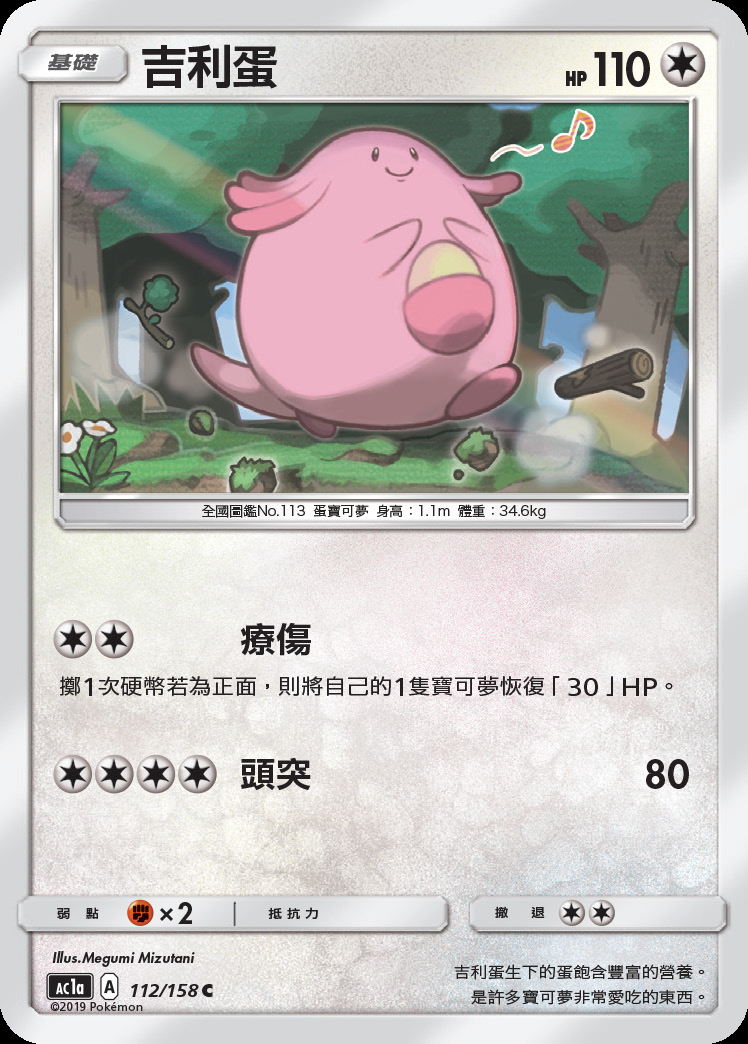 基礎 吉利蛋 HP 110
全國圖鑑No.113 蛋寶可夢 身高：1.1m 體重：34.6kg
療傷
擲1次硬幣若為正面，則將自己的1隻寶可夢恢復「30」HP。
頭突 80
弱點 ×2 抵抗力 撤退
Illus.Megumi Mizutani
AC1a A 112/158 C
©2019 Pokémon
吉利蛋生下的蛋飽含豐富的營養。
是許多寶可夢非常愛吃的東西。